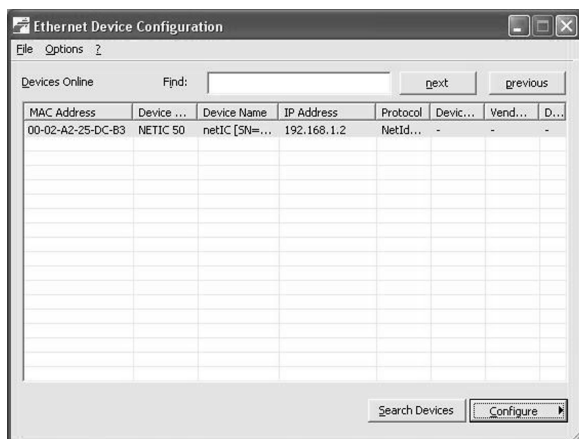 Ethernet Device Configuration
File Options ?
Devices Online Find: next previous
MAC Address Device ... Device Name IP Address Protocol Devic... Vend... D...
00-02-A2-25-DC-B3 NETIC 50 netIC [SN=... 192.168.1.2 NetId... - - -
Search Devices Configure